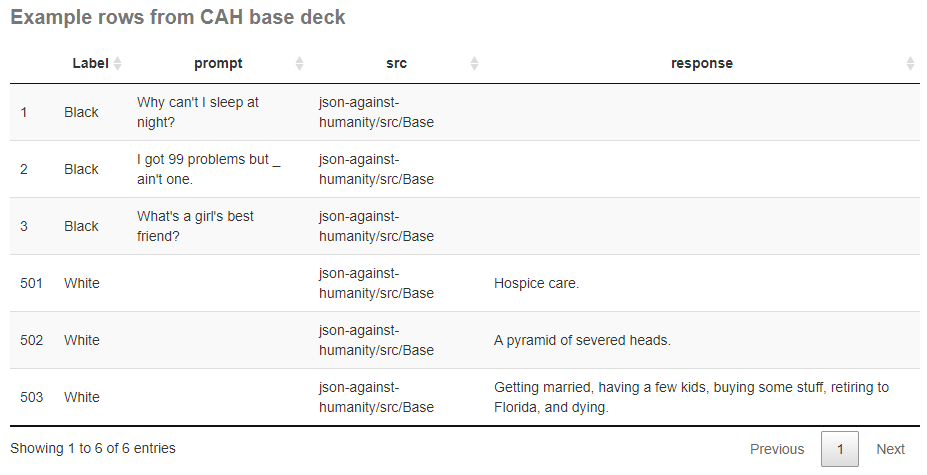 Example rows from CAH base deck
Label prompt src response
1 Black Why can't I sleep at night? json-against-humanity/src/Base
2 Black I got 99 problems but _ ain't one. json-against-humanity/src/Base
3 Black What's a girl's best friend? json-against-humanity/src/Base
501 White json-against-humanity/src/Base Hospice care.
502 White json-against-humanity/src/Base A pyramid of severed heads.
503 White json-against-humanity/src/Base Getting married, having a few kids, buying some stuff, retiring to Florida, and dying.
Showing 1 to 6 of 6 entries Previous 1 Next